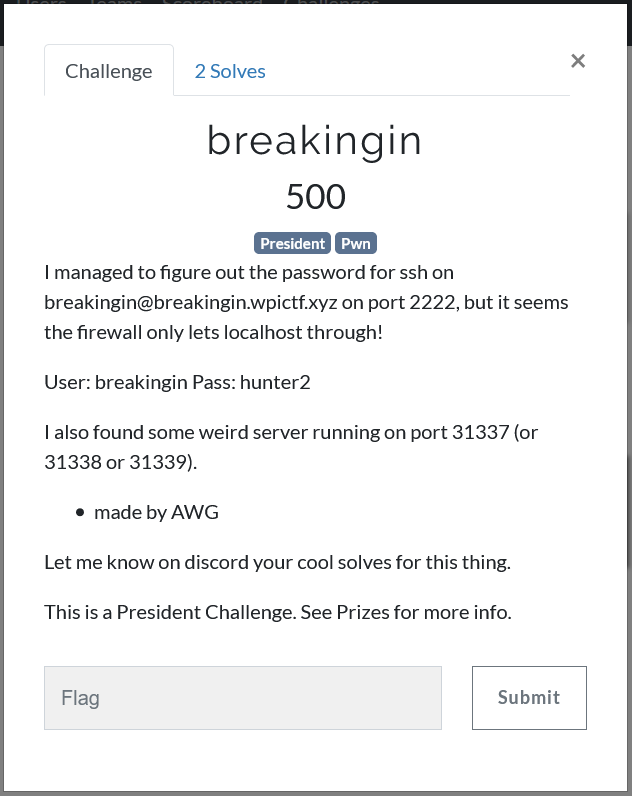 Users Teams Scoreboard Challenges
Challenge
2 Solves
×
breakingin
500
President Pwn
I managed to figure out the password for ssh on
breakingin@breakingin.wpictf.xyz on port 2222, but it seems
the firewall only lets localhost through!
User: breakingin Pass: hunter2
I also found some weird server running on port 31337 (or
31338 or 31339).
• made by AWG
Let me know on discord your cool solves for this thing.
This is a President Challenge. See Prizes for more info.
Flag
Submit